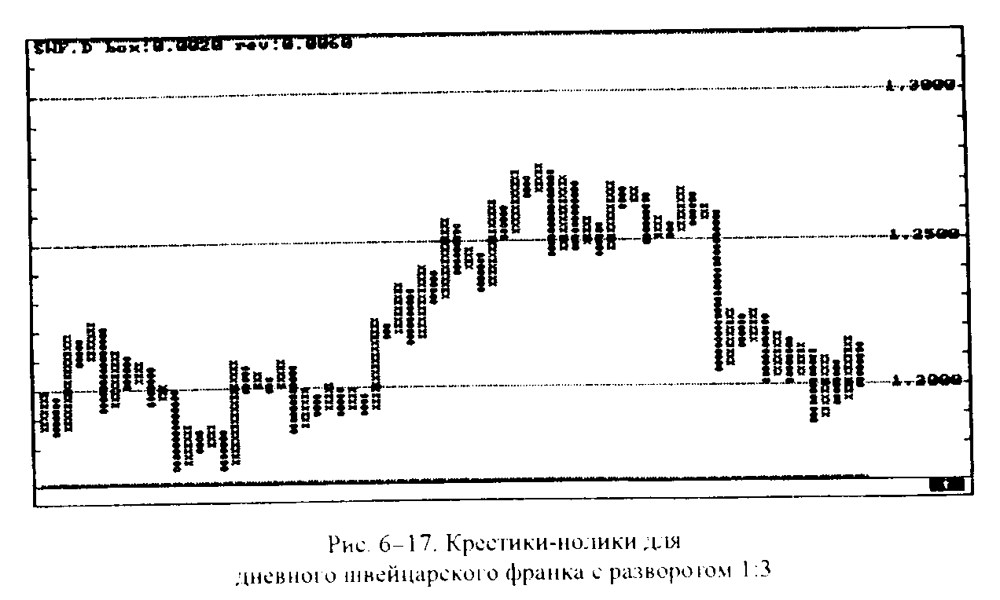 SWF.D box:0.0020 rev:0.0060
1.3000
1.2500
1.2000
Рис. 6–17. Крестики-нолики для
дневного швейцарского франка с разворотом 1:3